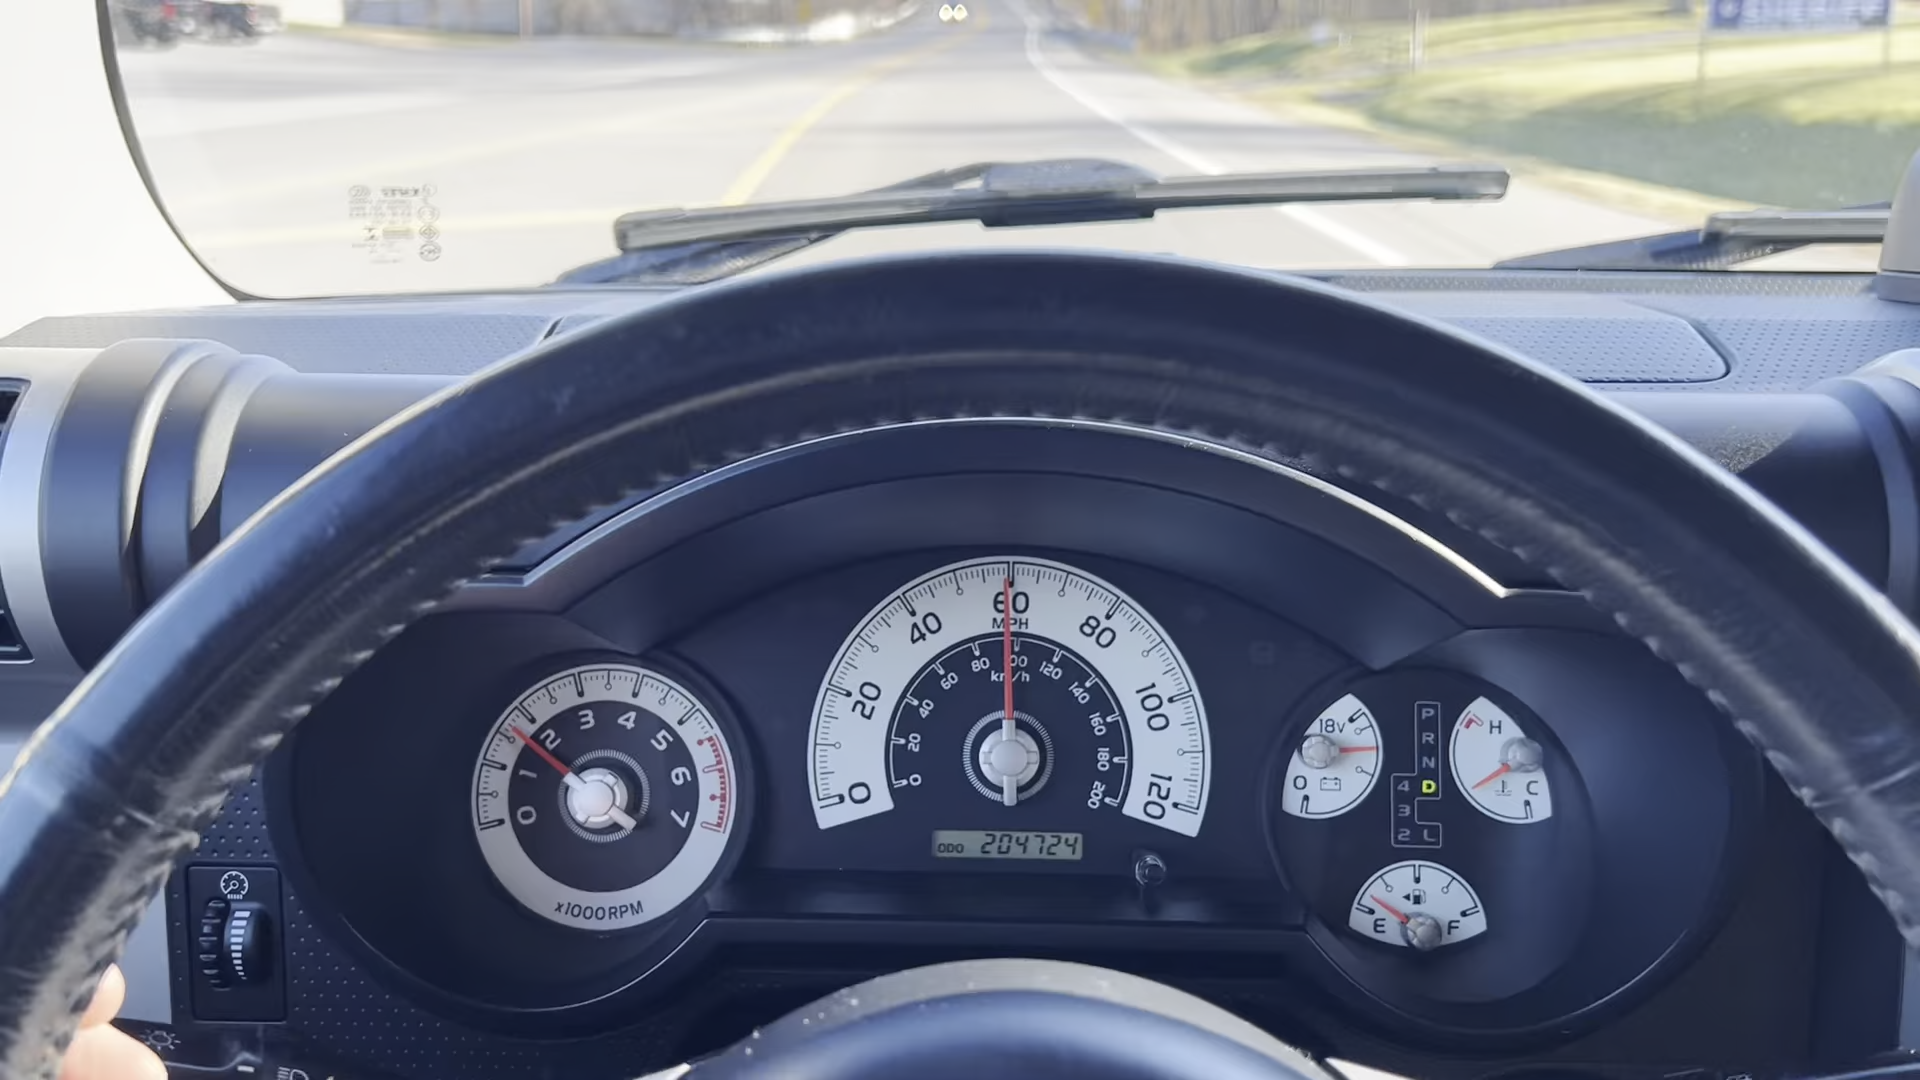 0 1 2 3 4 5 6 7
x1000RPM
0 20 40 60 80 100 120
MPH
0 20 40 60 80 100 120 140 160 180 200
km/h
ODO 204724
18V
0
P
R
N
4 D
3
2 L
H
C
E F